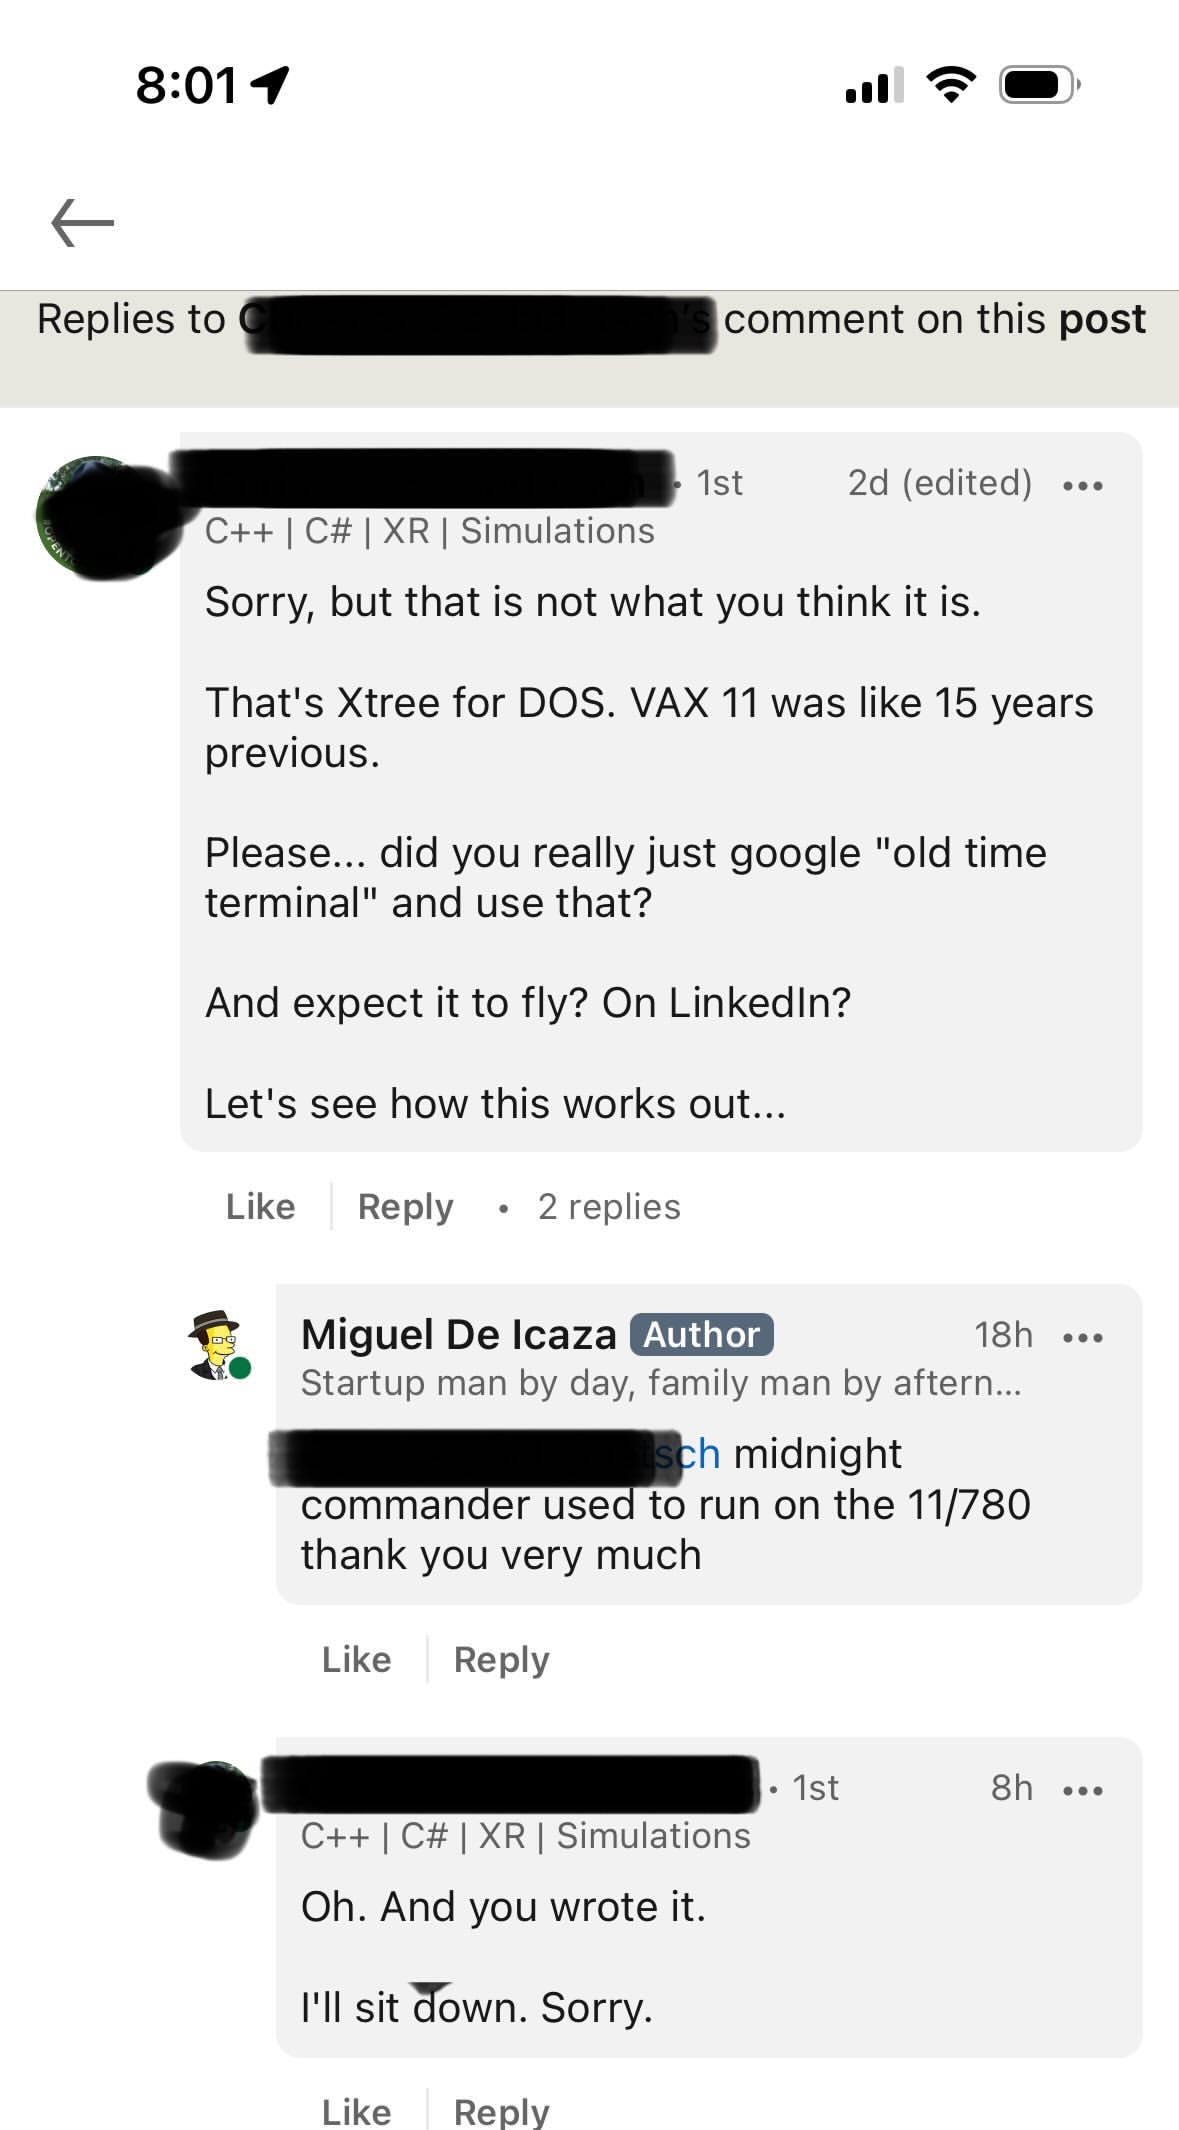 8:01
Replies to C 's comment on this post
• 1st 2d (edited) •••
C++ | C# | XR | Simulations
Sorry, but that is not what you think it is.
That's Xtree for DOS. VAX 11 was like 15 years
previous.
Please... did you really just google "old time
terminal" and use that?
And expect it to fly? On LinkedIn?
Let's see how this works out...
Like Reply • 2 replies
Miguel De Icaza Author 18h •••
Startup man by day, family man by aftern...
sch midnight
commander used to run on the 11/780
thank you very much
Like Reply
• 1st 8h •••
C++ | C# | XR | Simulations
Oh. And you wrote it.
I'll sit down. Sorry.
Like Reply